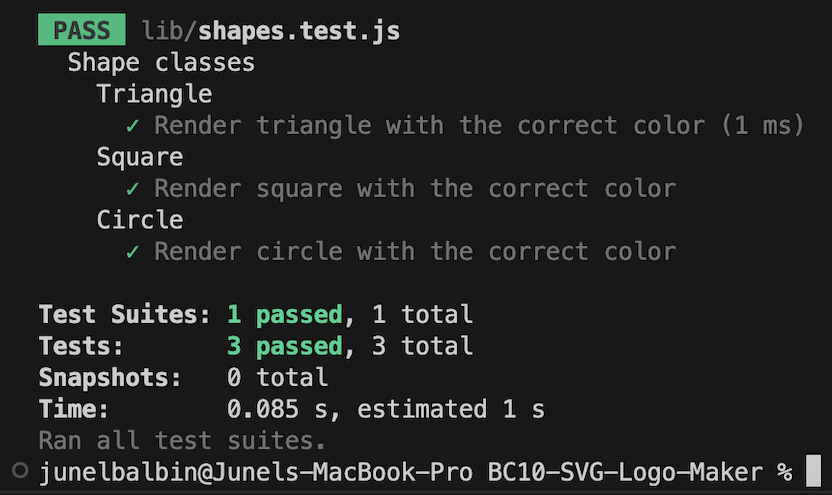 PASS lib/shapes.test.js
Shape classes
Triangle
✓ Render triangle with the correct color (1 ms)
Square
✓ Render square with the correct color
Circle
✓ Render circle with the correct color
Test Suites: 1 passed, 1 total
Tests: 3 passed, 3 total
Snapshots: 0 total
Time: 0.085 s, estimated 1 s
Ran all test suites.
junelbalbin@Junels-MacBook-Pro BC10-SVG-Logo-Maker %